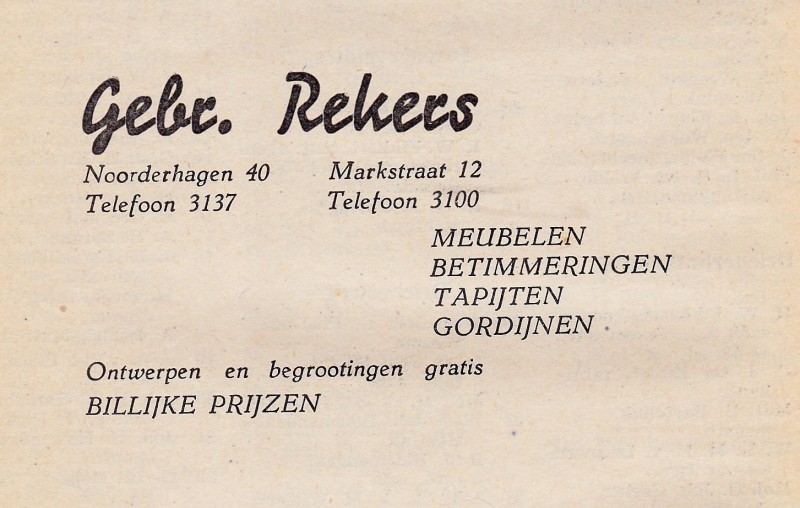 Gebr. Rekers
Noorderhagen 40 Markstraat 12
Telefoon 3137 Telefoon 3100
MEUBELEN
BETIMMERINGEN
TAPIJTEN
GORDIJNEN
Ontwerpen en begrootingen gratis
BILLIJKE PRIJZEN